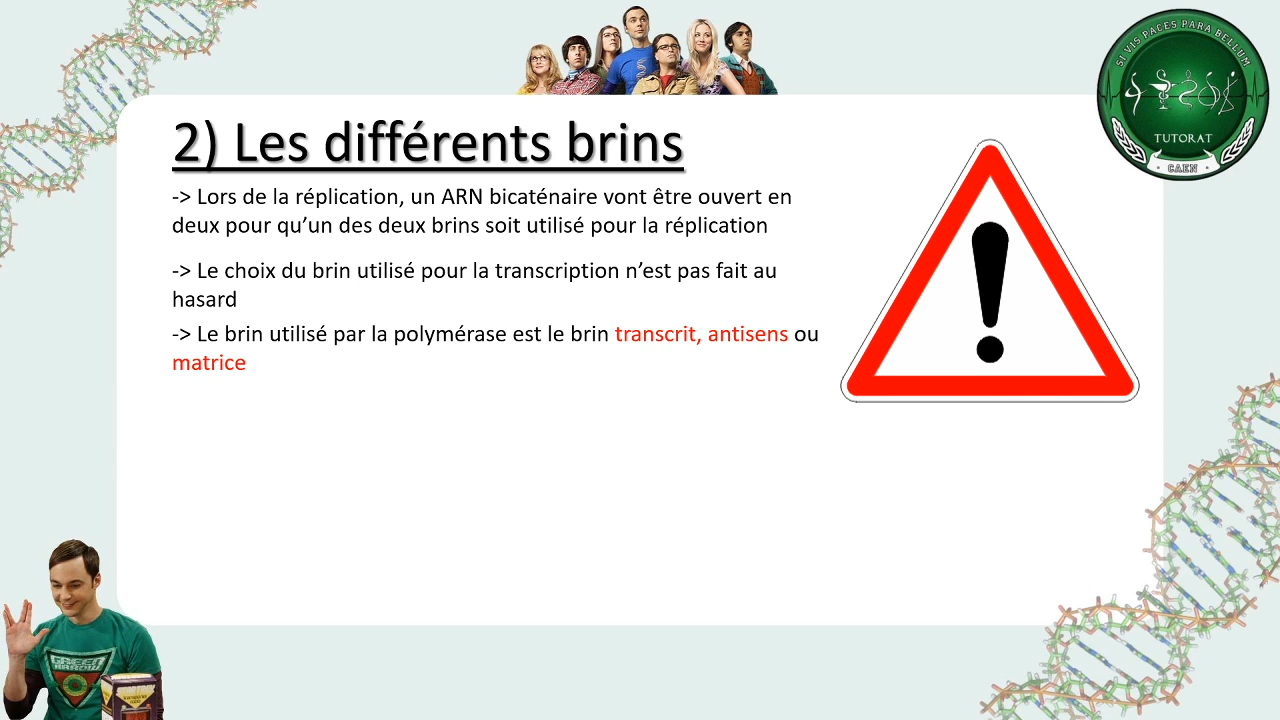 SI VIS PACES PARA BELLUM
TUTORAT
CAEN
2) Les différents brins
-> Lors de la réplication, un ARN bicaténaire vont être ouvert en
deux pour qu’un des deux brins soit utilisé pour la réplication
-> Le choix du brin utilisé pour la transcription n’est pas fait au
hasard
-> Le brin utilisé par la polymérase est le brin transcrit, antisens ou
matrice
GREEN
ARROW